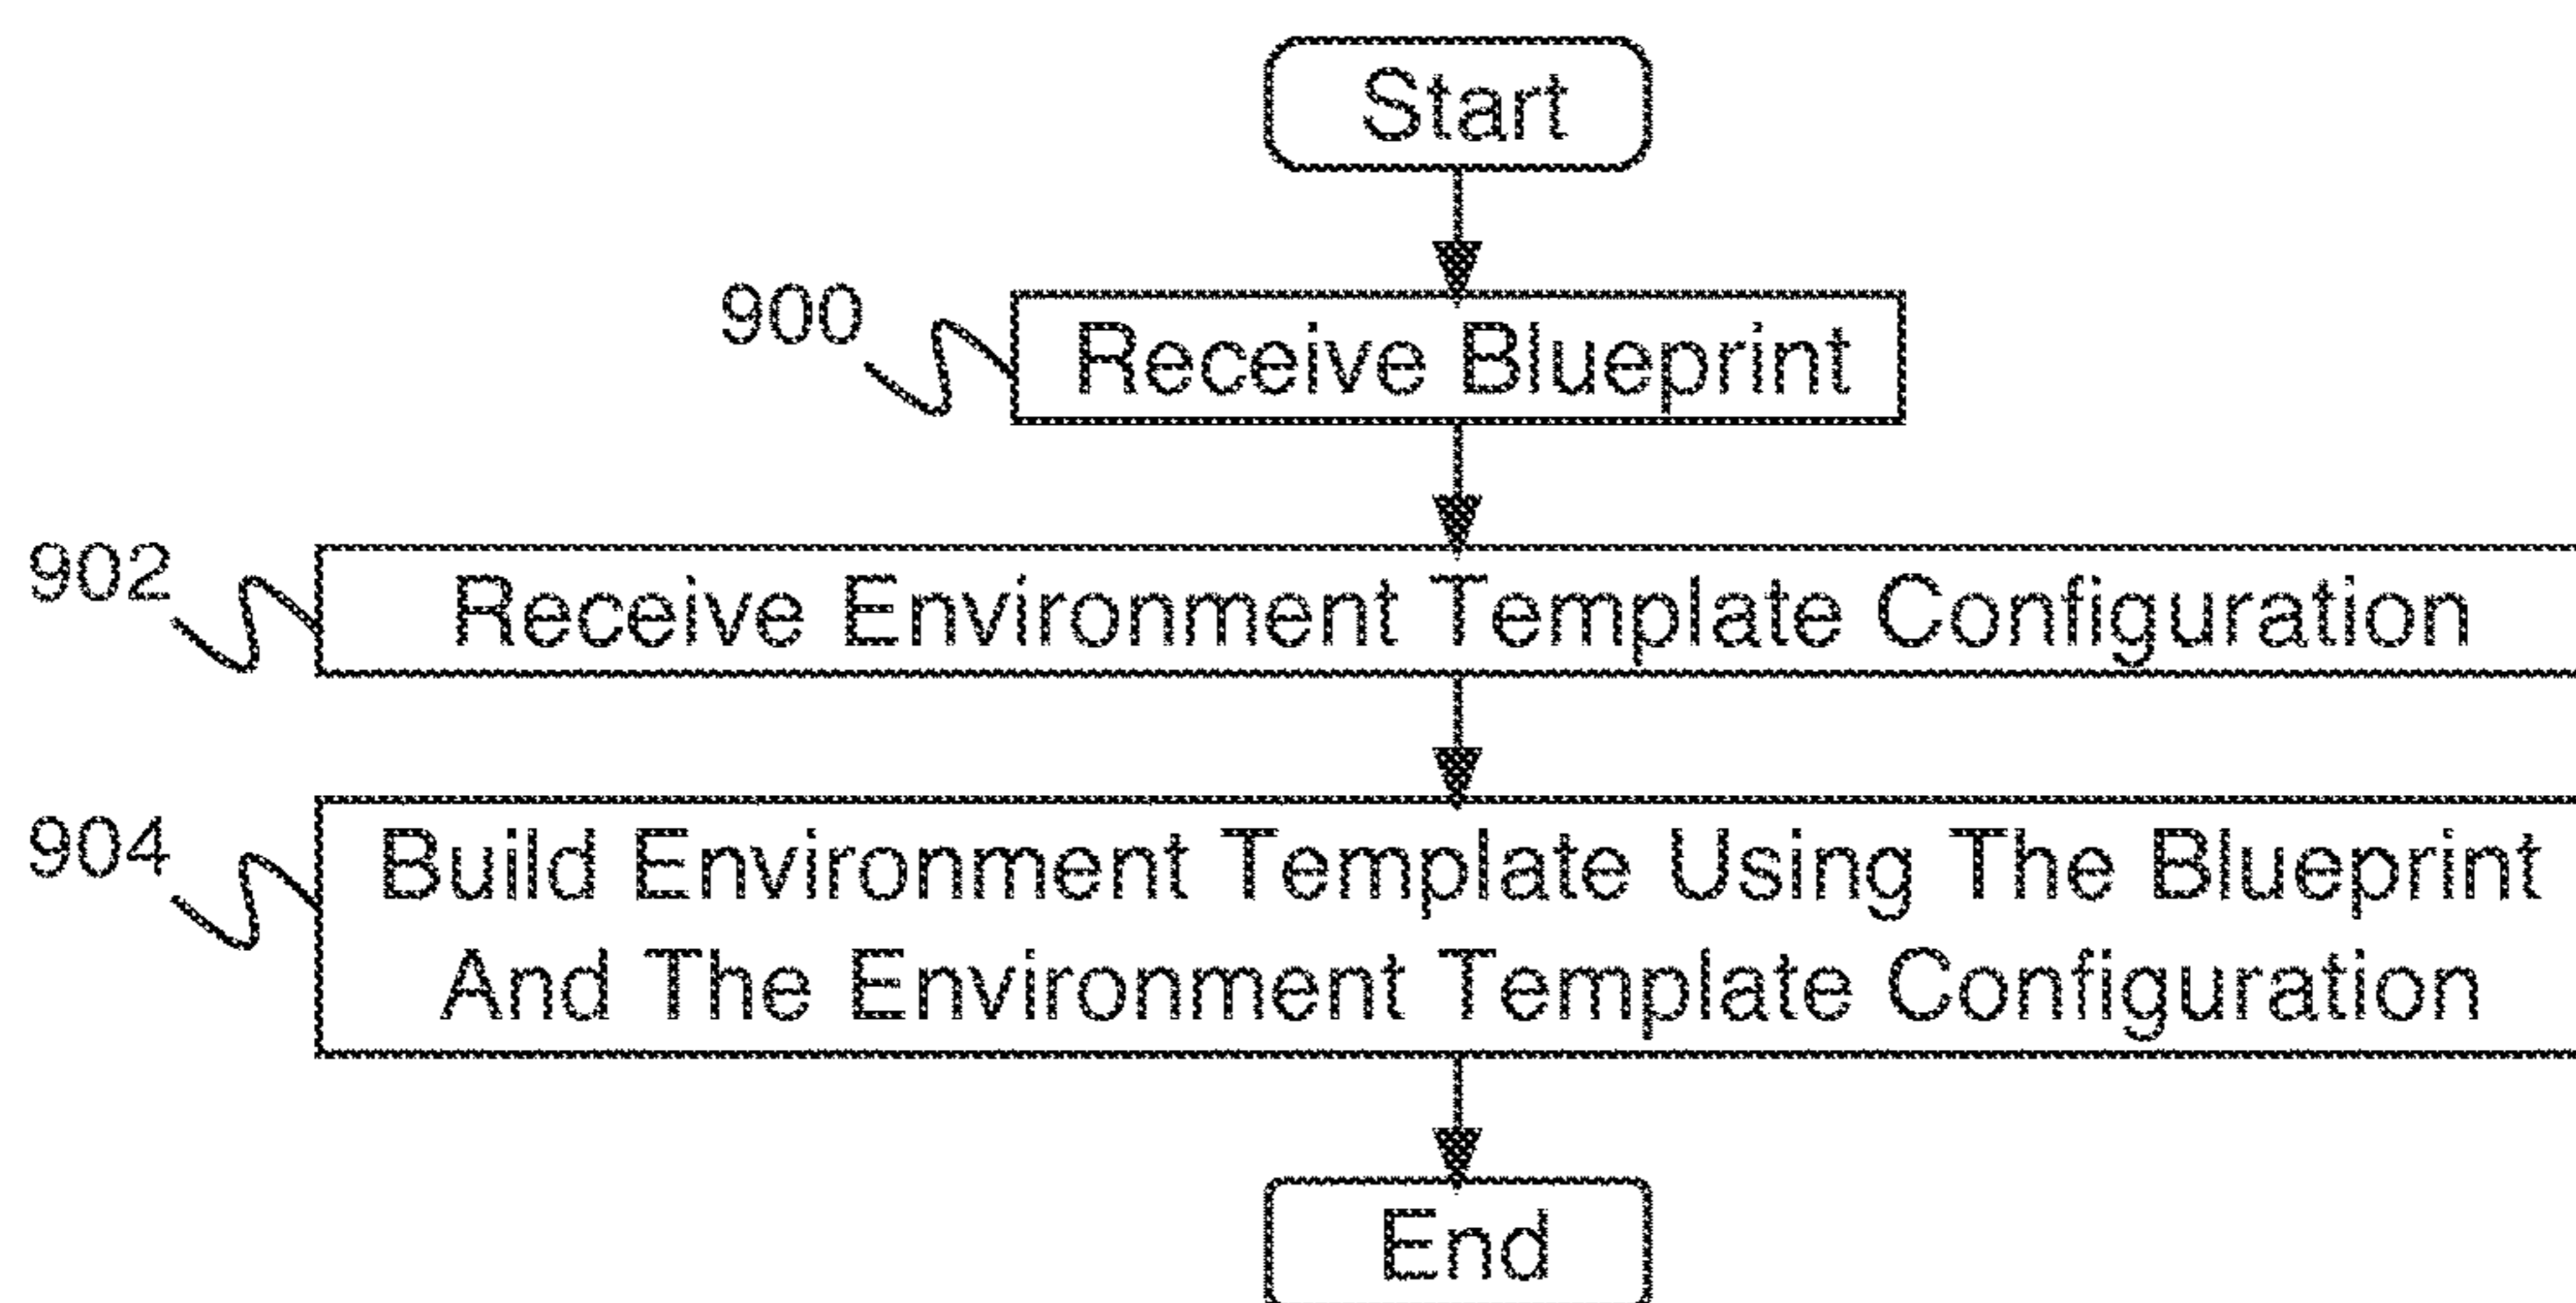 Start
900
Receive Blueprint
902
Receive Environment Template Configuration
904
Build Environment Template Using The Blueprint
And The Environment Template Configuration
End